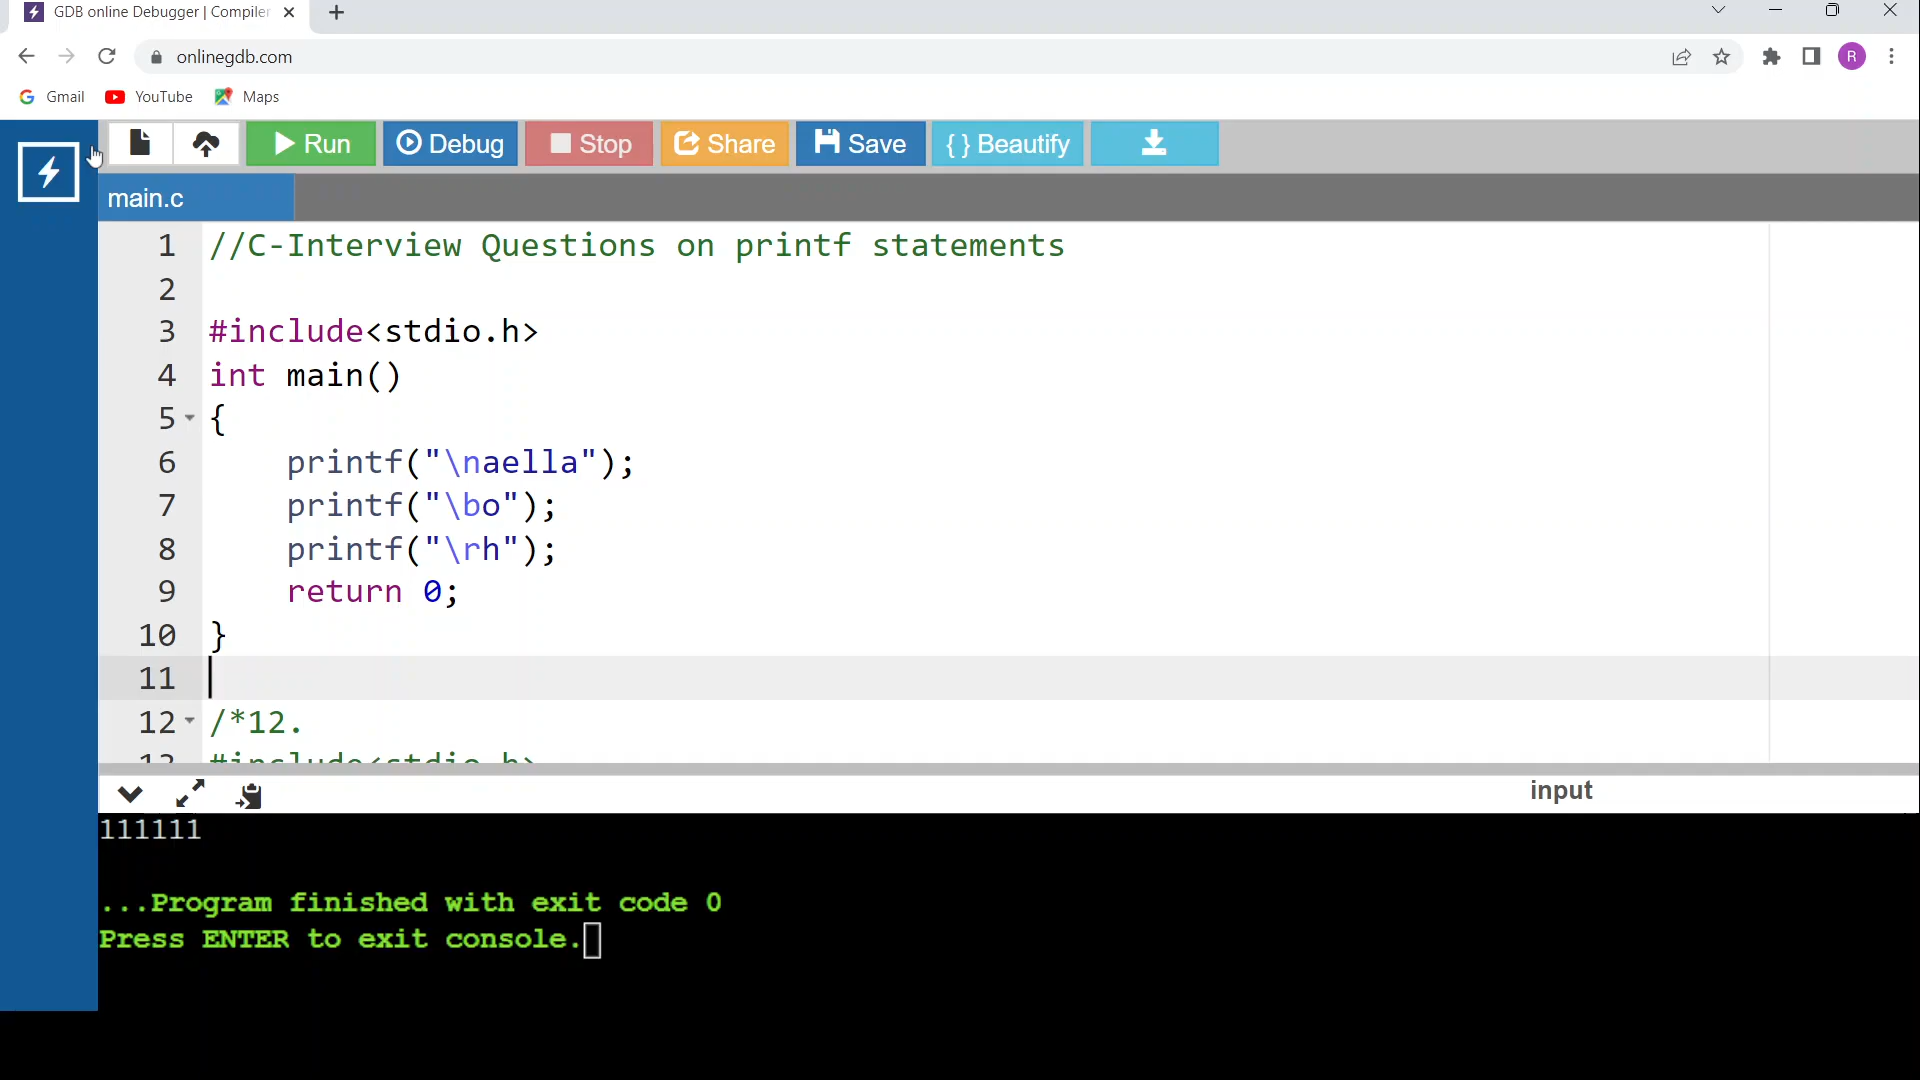 GDB online Debugger | Compiler
onlinegdb.com
R
Gmail YouTube Maps
Run Debug Stop Share Save { } Beautify
main.c
1 //C-Interview Questions on printf statements
2
3 #include<stdio.h>
4 int main()
5 {
6 printf("\naella");
7 printf("\bo");
8 printf("\rh");
9 return 0;
10 }
11
12 /*12.
13 #include<stdio.h>
input
111111
...Program finished with exit code 0
Press ENTER to exit console.